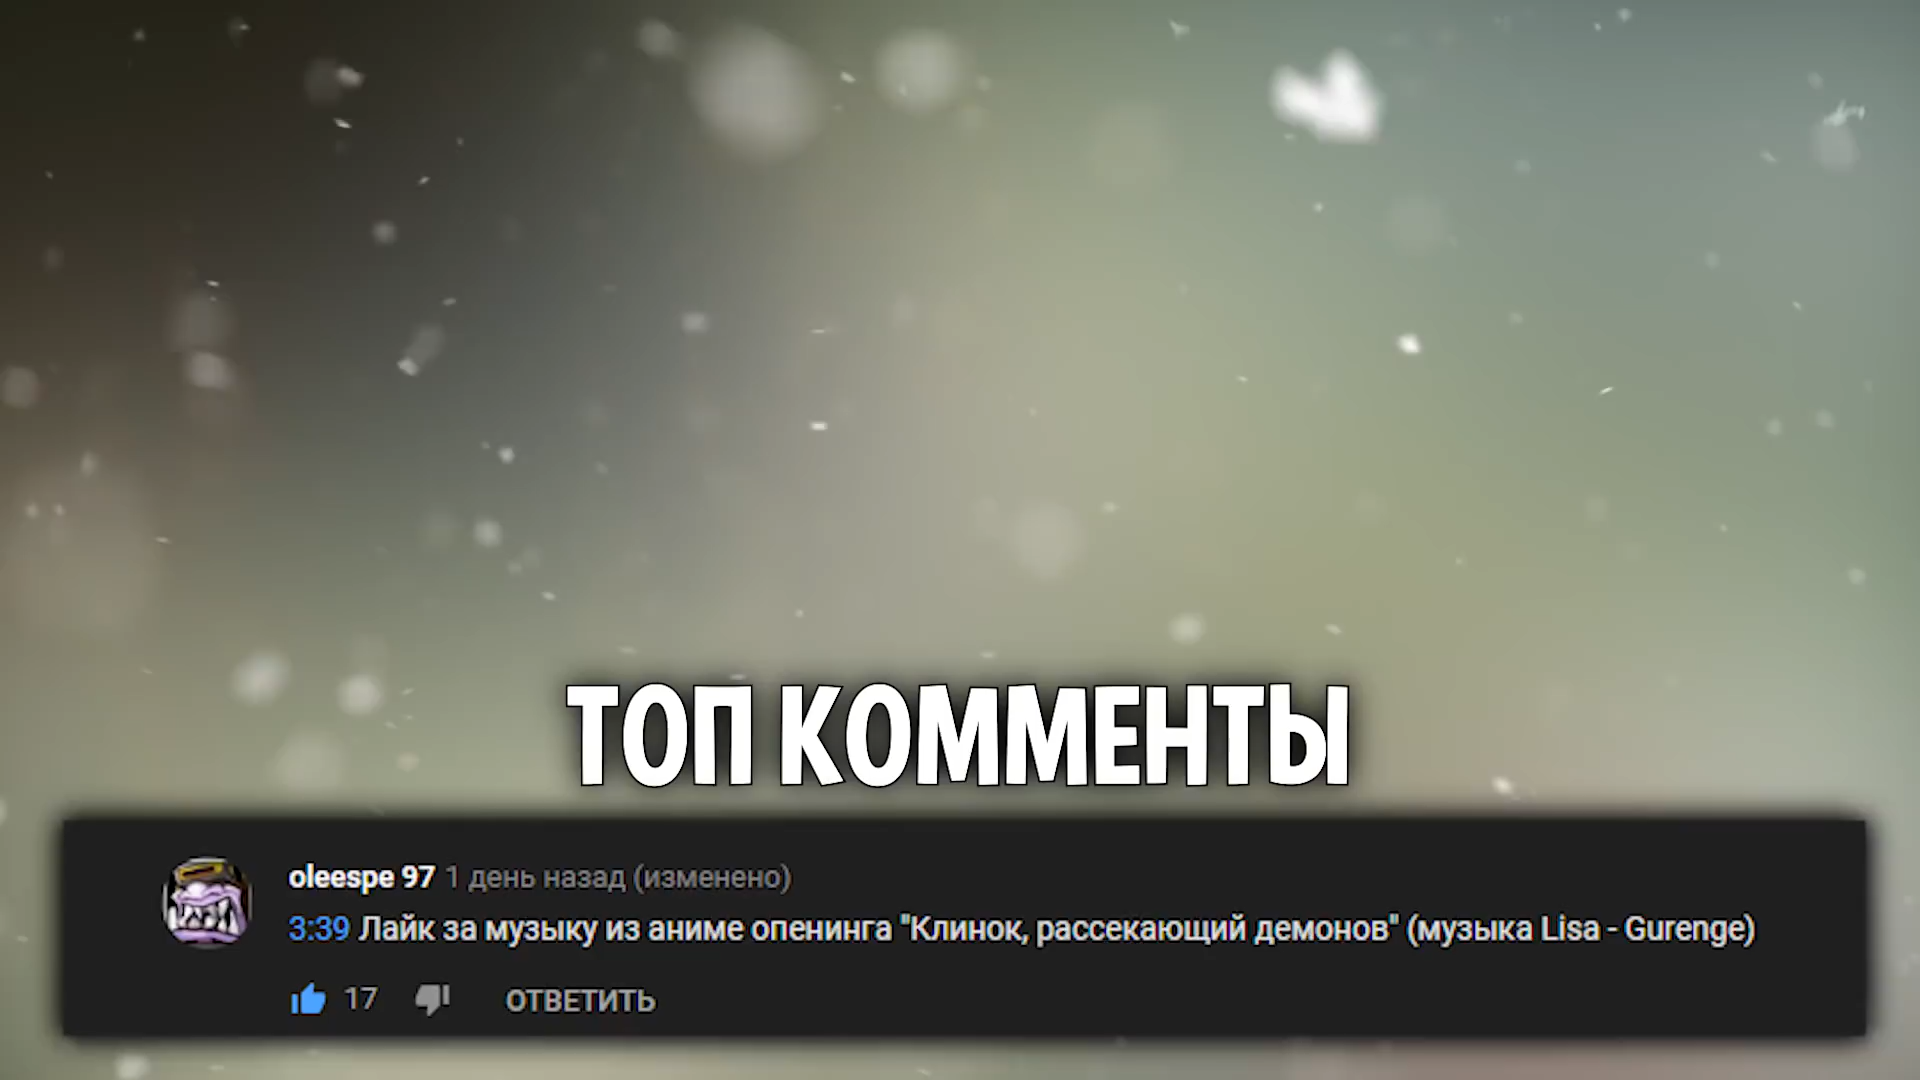 ТОП КОММЕНТЫ
oleespe 97 1 день назад (изменено)
3:39 Лайк за музыку из аниме опенинга "Клинок, рассекающий демонов" (музыка Lisa - Gurenge)
17 ОТВЕТИТЬ